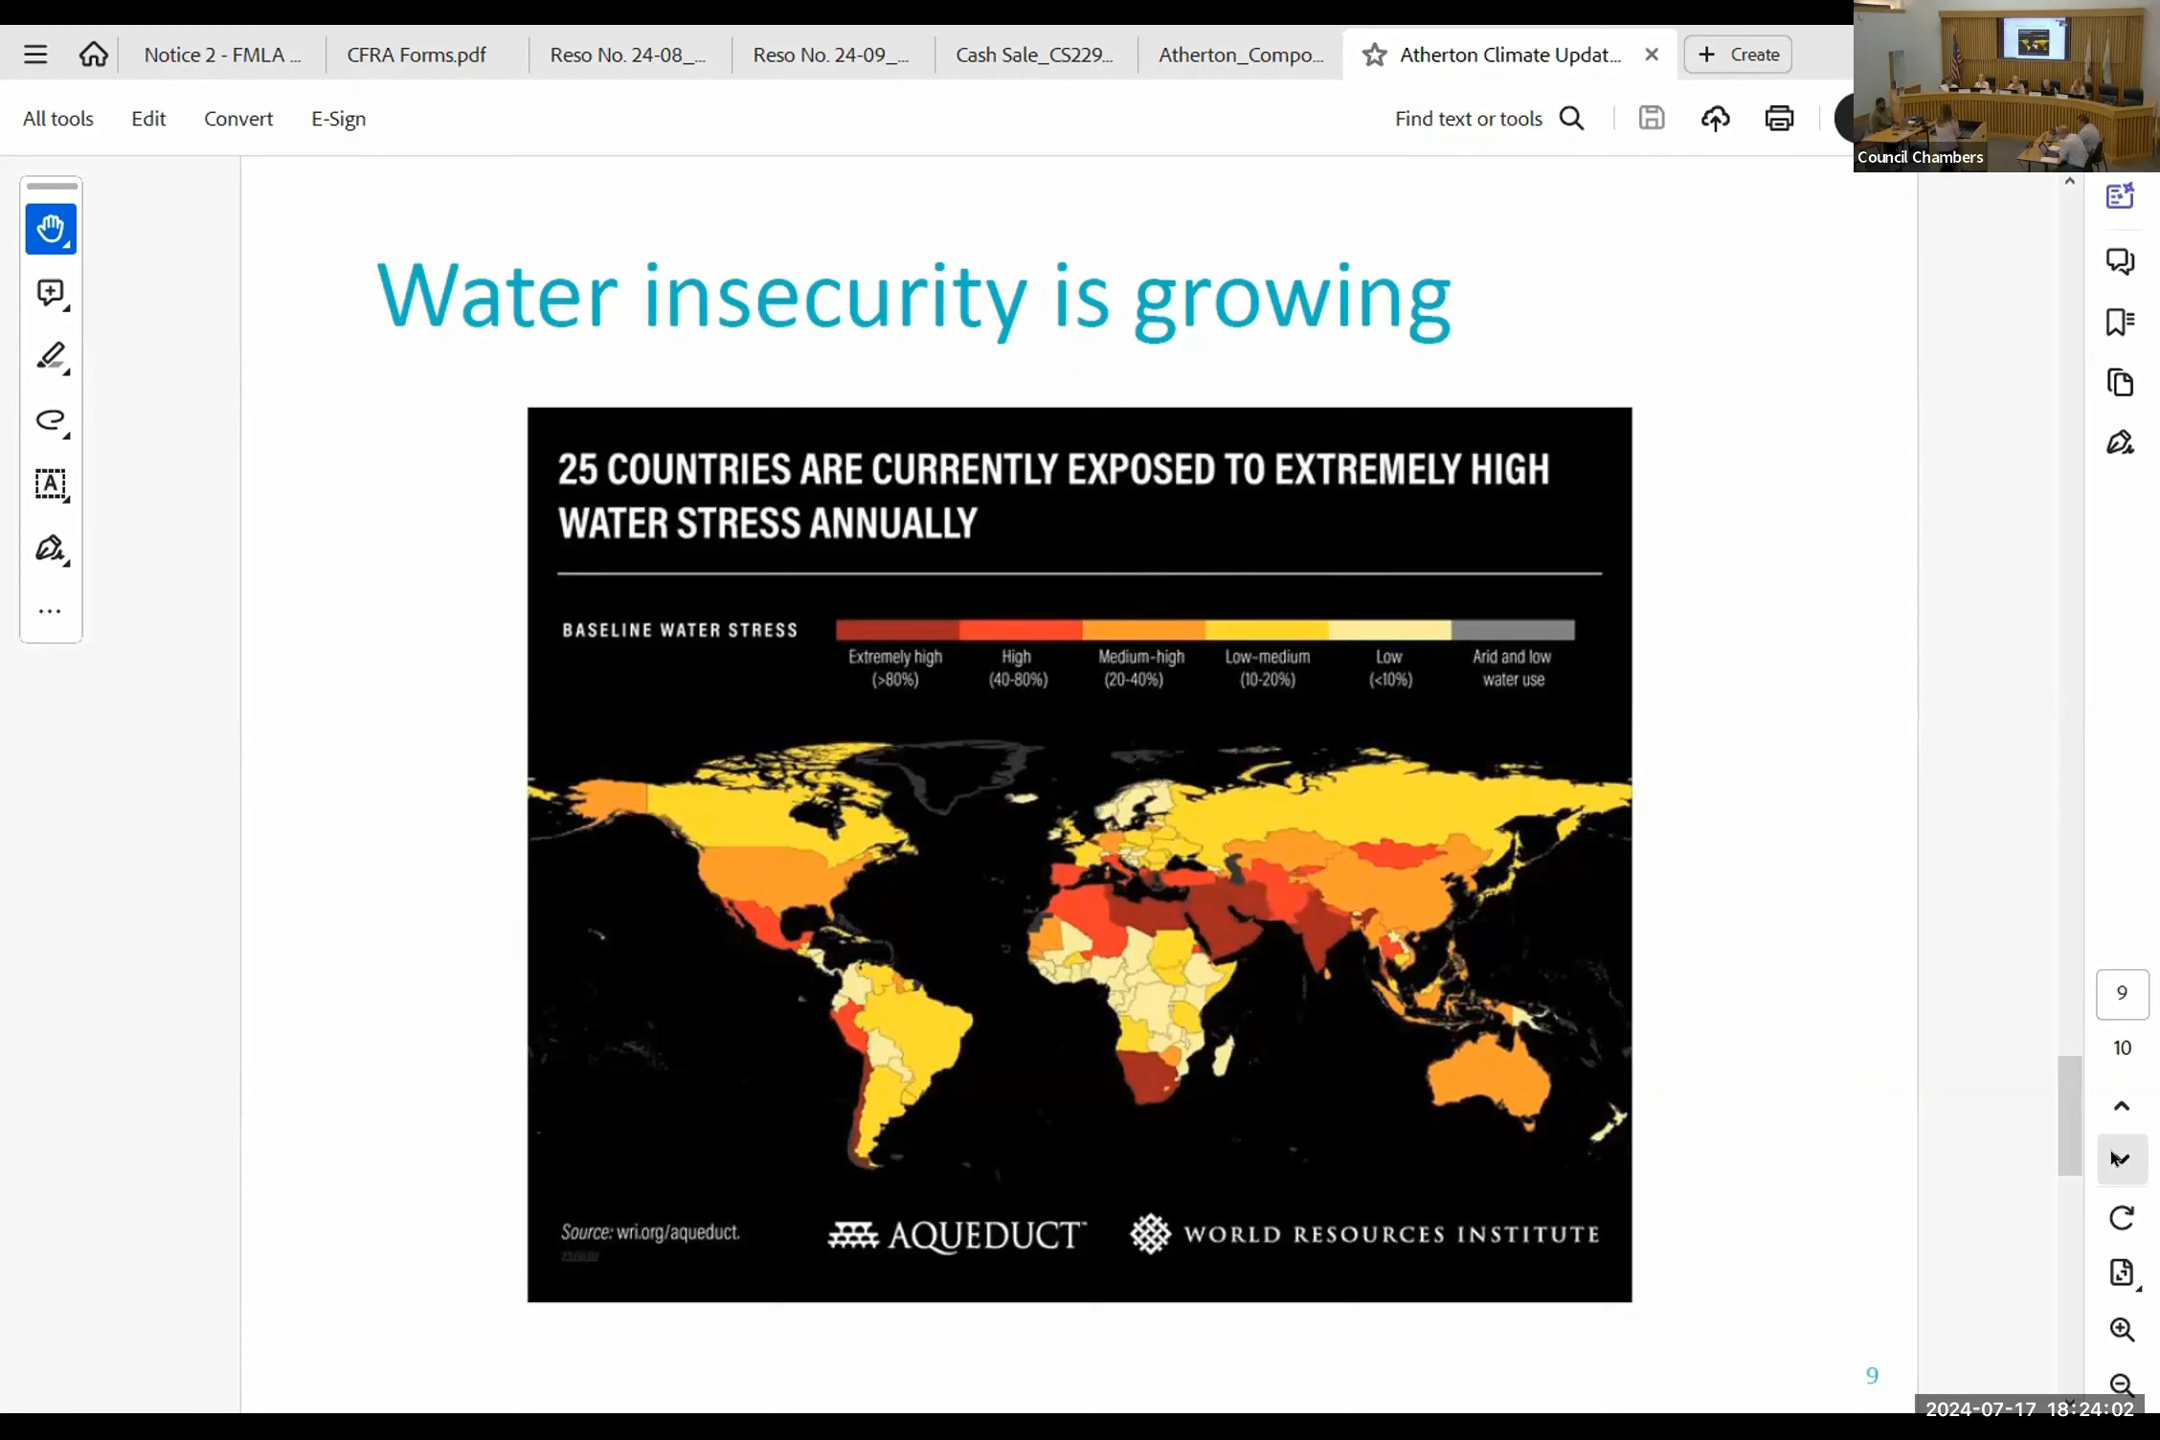 Notice 2 - FMLA ...
CFRA Forms.pdf
Reso No. 24-08_...
Reso No. 24-09_...
Cash Sale_CS229...
Atherton_Compo...
Atherton Climate Updat...
Create
All tools
Edit
Convert
E-Sign
Find text or tools
Council Chambers
Water insecurity is growing
25 COUNTRIES ARE CURRENTLY EXPOSED TO EXTREMELY HIGH
WATER STRESS ANNUALLY
BASELINE WATER STRESS
Extremely high
(>80%)
High
(40-80%)
Medium-high
(20-40%)
Low-medium
(10-20%)
Low
(<10%)
Arid and low
water use
Source: wri.org/aqueduct.
AQUEDUCT
WORLD RESOURCES INSTITUTE
9
9
10
2024-07-17 18:24:02